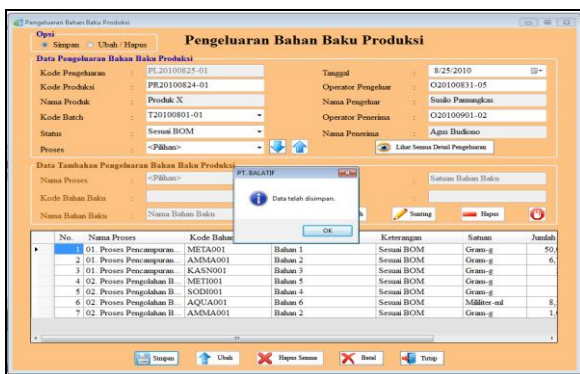 Pengeluaran Bahan Baku Produksi
Opsi
Simpan Ubah / Hapus
Pengeluaran Bahan Baku Produksi
Data Pengeluaran Bahan Baku Produksi
Kode Pengeluaran : PL20100825-01 Tanggal : 8/25/2010
Kode Produksi : PR20100824-01 Operator Pengeluar : O20100831-05
Nama Produk : Produk X Nama Pengeluar : Susilo Pamungkas
Kode Batch : T20100801-01 Operator Penerima : O20100901-02
Status : Sesuai BOM Nama Penerima : Agus Budiono
Proses : <Pilihan> Lihat Semua Detail Pengeluaran
Data Tambahan Pengeluaran Bahan Baku Produksi
Nama Proses : <Pilihan> : Satuan Bahan Baku
Kode Bahan Baku :
Nama Bahan Baku : Nama Bahan Baku Sunting Hapus
PT. BALATIF
Data telah disimpan.
OK
No. Nama Proses Kode Bahan Keterangan Satuan Jumlah
1 01. Proses Pencampuran... META001 Bahan 1 Sesuai BOM Gram-g 50,
2 01. Proses Pencampuran... AMMA001 Bahan 2 Sesuai BOM Gram-g 6,
3 01. Proses Pencampuran... KASN001 Bahan 3 Sesuai BOM Gram-g
4 02. Proses Pengolahan B... METI001 Bahan 5 Sesuai BOM Gram-g
5 02. Proses Pengolahan B... SODI001 Bahan 4 Sesuai BOM Gram-g
6 02. Proses Pengolahan B... AQUA001 Bahan 6 Sesuai BOM Mililiter-ml 8,
7 02. Proses Pengolahan B... AMMA001 Bahan 2 Sesuai BOM Gram-g 1,
Simpan Ubah Hapus Semua Batal Tutup